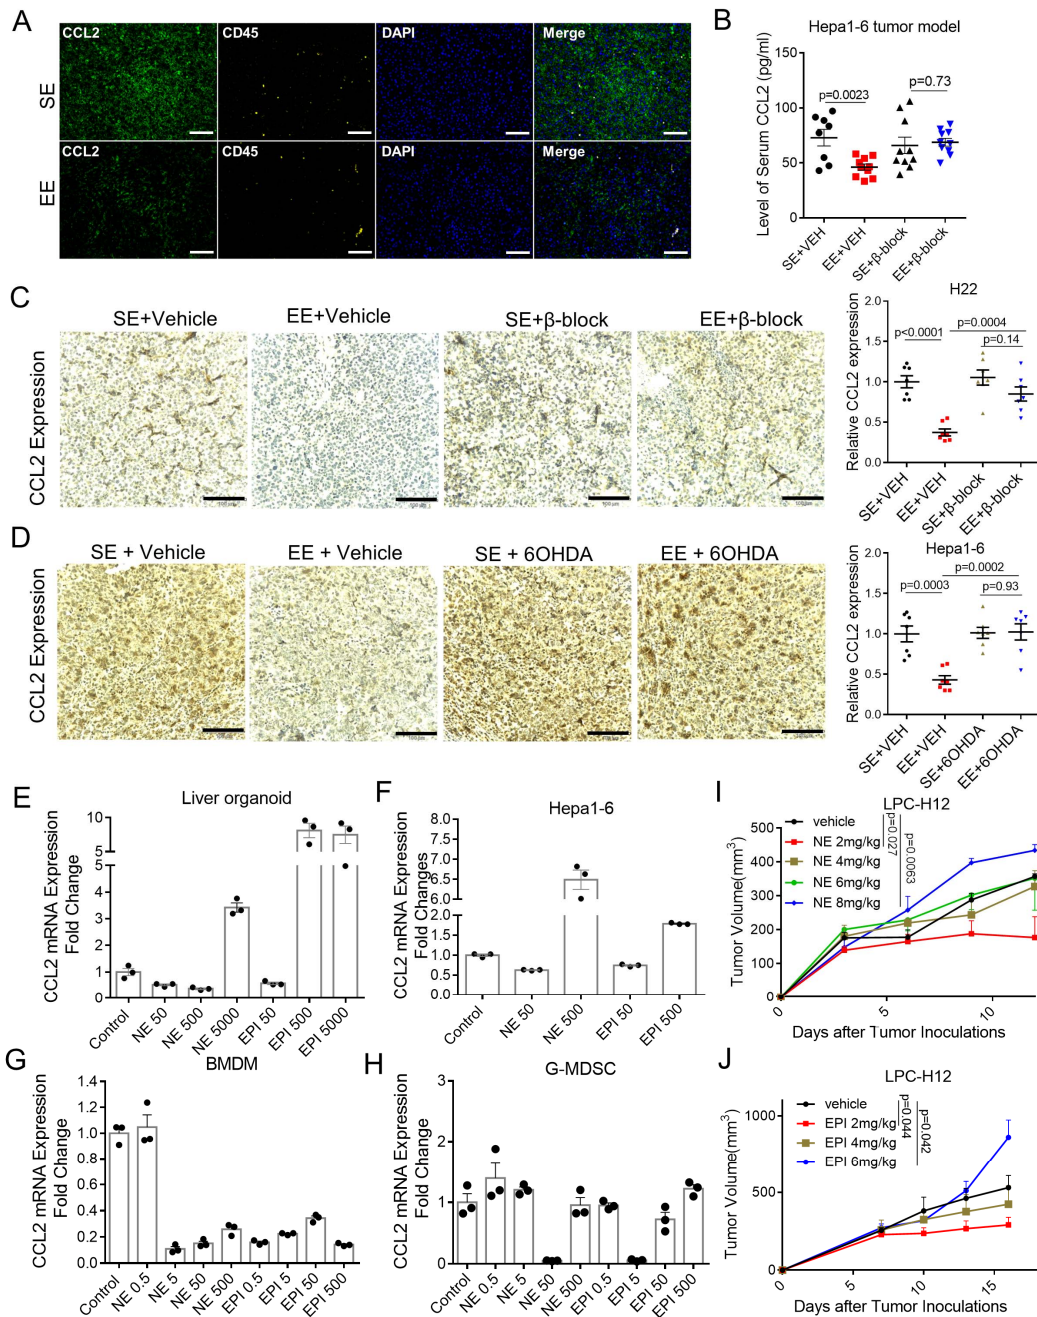 A
CCL2 CD45 DAPI Merge
SE
CCL2 CD45 DAPI Merge
EE
B
Hepa1-6 tumor model
Level of Serum CCL2 (pg/ml)
150
100
50
0
p=0.0023
p=0.73
SE+VEH
EE+VEH
SE+β-block
EE+β-block
C
SE+Vehicle EE+Vehicle SE+β-block EE+β-block
CCL2 Expression
H22
Relative CCL2 expression
2.0
1.5
1.0
0.5
0.0
p<0.0001
p=0.0004
p=0.14
SE+VEH
EE+VEH
SE+β-block
EE+β-block
D
SE + Vehicle EE + Vehicle SE + 6OHDA EE + 6OHDA
CCL2 Expression
Hepa1-6
Relative CCL2 expression
2.0
1.5
1.0
0.5
0.0
p=0.0002
p=0.0003
p=0.93
SE+VEH
EE+VEH
SE+6OHDA
EE+6OHDA
E
Liver organoid
CCL2 mRNA Expression
Fold Change
10
5
5
3
1
0
Control
NE 50
NE 500
NE 5000
EPI 50
EPI 500
EPI 5000
F
Hepa1-6
CCL2 mRNA Expression
Fold Changes
8.0
7.5
7.0
6.5
6.0
2.0
1.5
1.0
0.5
0.0
Control
NE 50
NE 500
EPI 50
EPI 500
I
LPC-H12
vehicle
NE 2mg/kg
NE 4mg/kg
NE 6mg/kg
NE 8mg/kg
p=0.027
p=0.0063
Tumor Volume(mm³)
500
400
300
200
100
0
0 5 10
Days after Tumor Inoculations
G
BMDM
CCL2 mRNA Expression
Fold Change
1.4
1.2
1.0
0.8
0.6
0.4
0.2
0.0
Control
NE 0.5
NE 5
NE 50
NE 500
EPI 0.5
EPI 5
EPI 50
EPI 500
H
G-MDSC
CCL2 mRNA Expression
Fold Change
3
2
1
0
Control
NE 0.5
NE 5
NE 50
NE 500
EPI 0.5
EPI 5
EPI 50
EPI 500
J
LPC-H12
vehicle
EPI 2mg/kg
EPI 4mg/kg
EPI 6mg/kg
p=0.044
p=0.042
Tumor Volume(mm³)
1000
500
0
0 5 10 15
Days after Tumor Inoculations